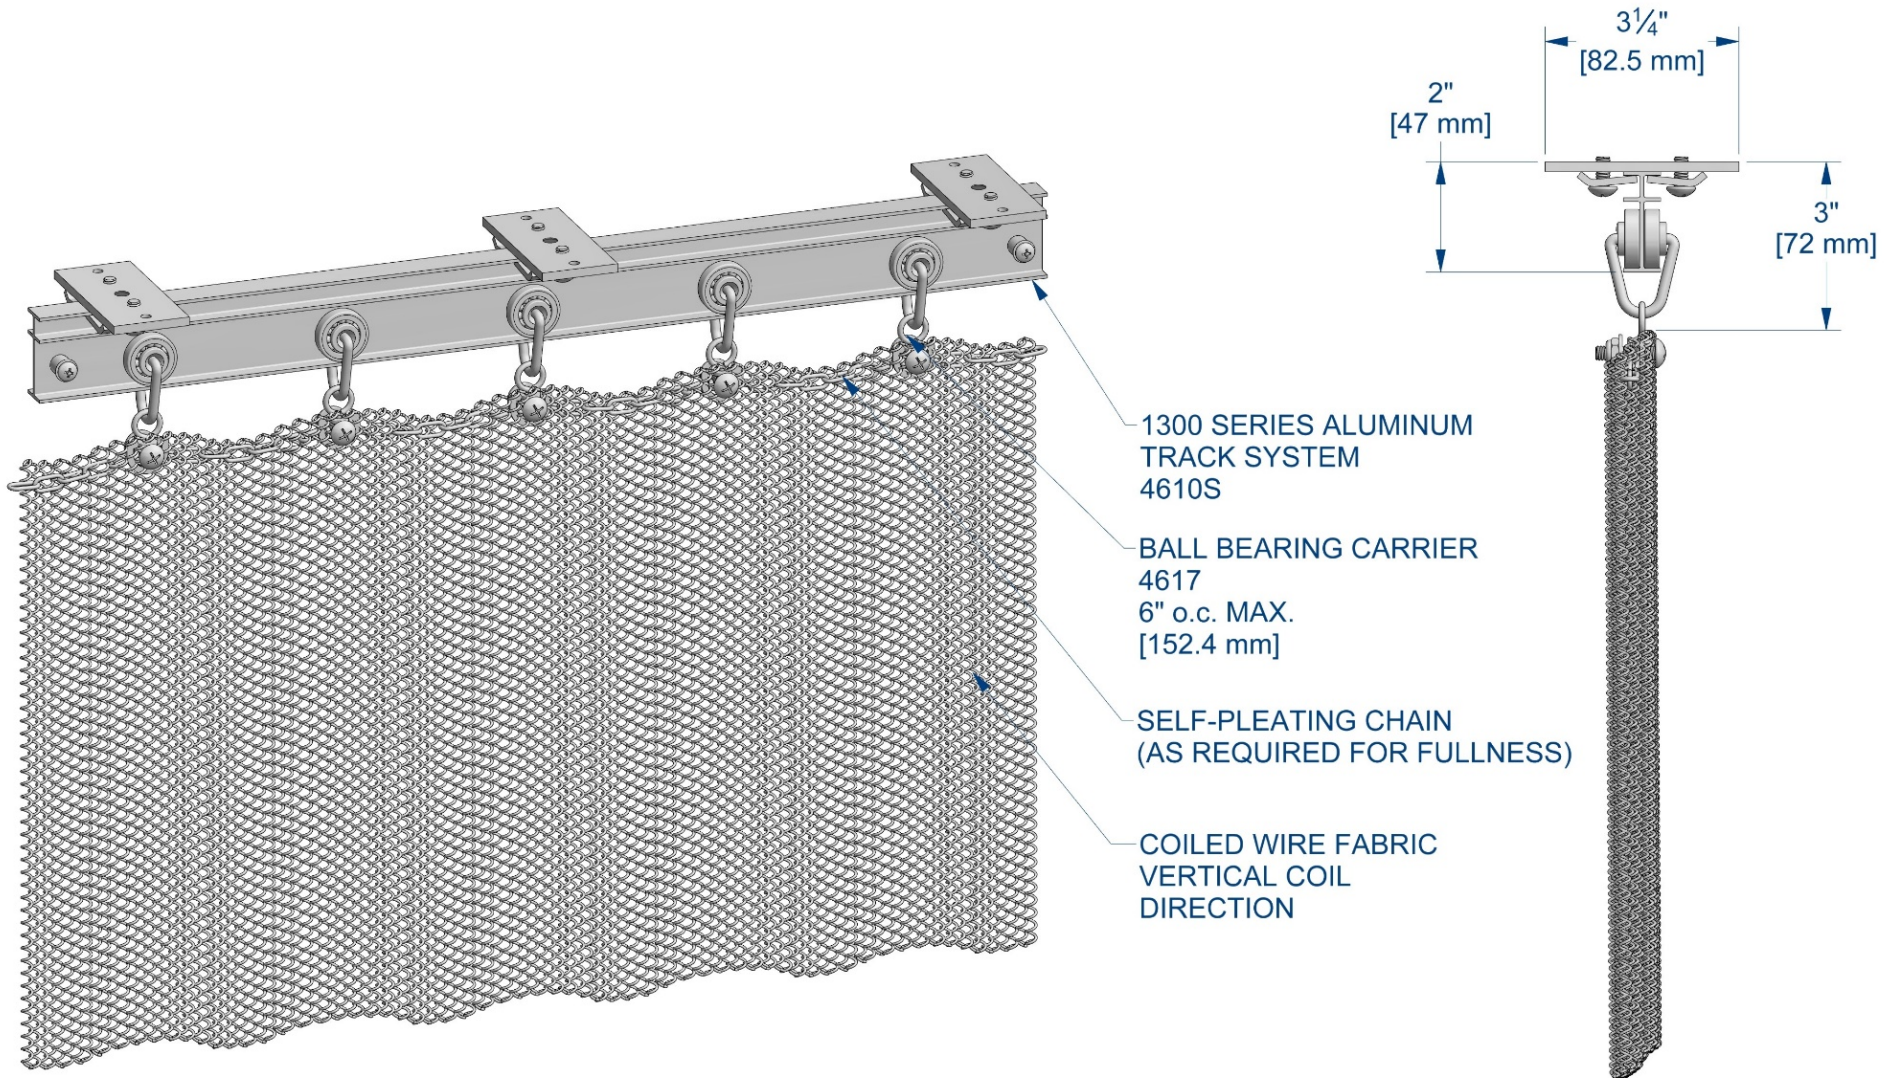 3¼"
[82.5 mm]
2"
[47 mm]
3"
[72 mm]
1300 SERIES ALUMINUM
TRACK SYSTEM
4610S
BALL BEARING CARRIER
4617
6" o.c. MAX.
[152.4 mm]
SELF-PLEATING CHAIN
(AS REQUIRED FOR FULLNESS)
COILED WIRE FABRIC
VERTICAL COIL
DIRECTION